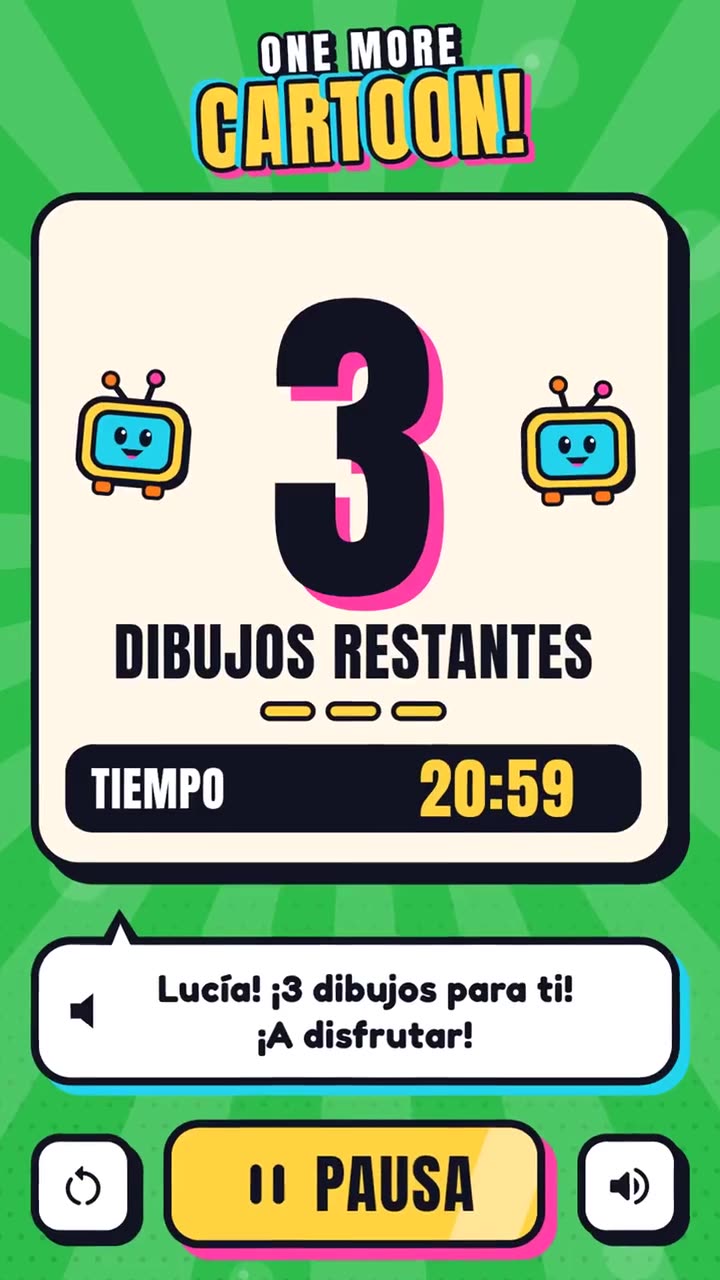 ONE MORE
CARTOON!
3
DIBUJOS RESTANTES
TIEMPO 20:59
Lucía! ¡3 dibujos para ti!
¡A disfrutar!
PAUSA